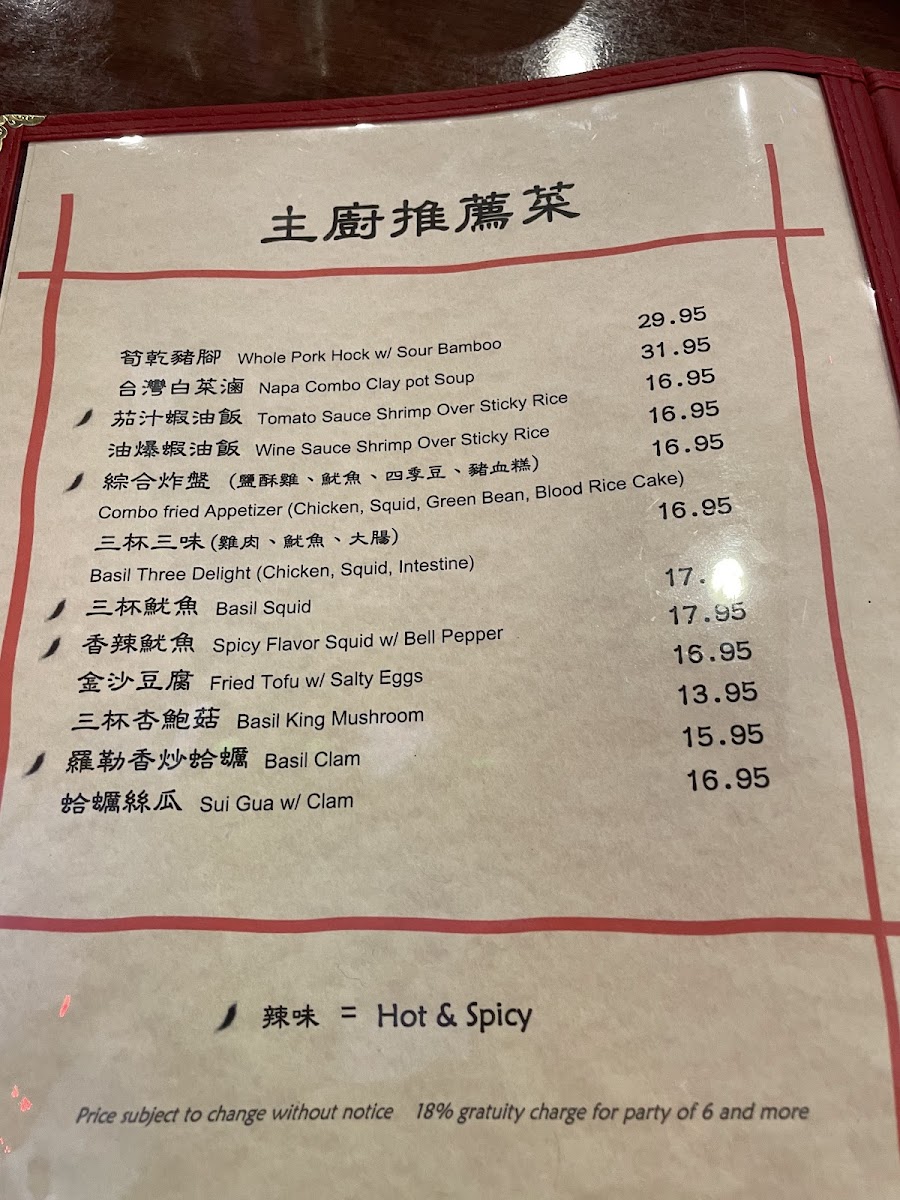 主廚推薦菜
筍乾豬腳 Whole Pork Hock w/ Sour Bamboo 29.95
台灣白菜滷 Napa Combo Clay pot Soup 31.95
茄汁蝦油飯 Tomato Sauce Shrimp Over Sticky Rice 16.95
油爆蝦油飯 Wine Sauce Shrimp Over Sticky Rice 16.95
綜合炸盤 (鹽酥雞、魷魚、四季豆、豬血糕) 16.95
Combo fried Appetizer (Chicken, Squid, Green Bean, Blood Rice Cake)
三杯三味(雞肉、魷魚、大腸) 16.95
Basil Three Delight (Chicken, Squid, Intestine)
三杯魷魚 Basil Squid 17.
香辣魷魚 Spicy Flavor Squid w/ Bell Pepper 17.95
金沙豆腐 Fried Tofu w/ Salty Eggs 16.95
三杯杏鮑菇 Basil King Mushroom 13.95
羅勒香炒蛤蠣 Basil Clam 15.95
蛤蠣絲瓜 Sui Gua w/ Clam 16.95
辣味 = Hot & Spicy
Price subject to change without notice 18% gratuity charge for party of 6 and more